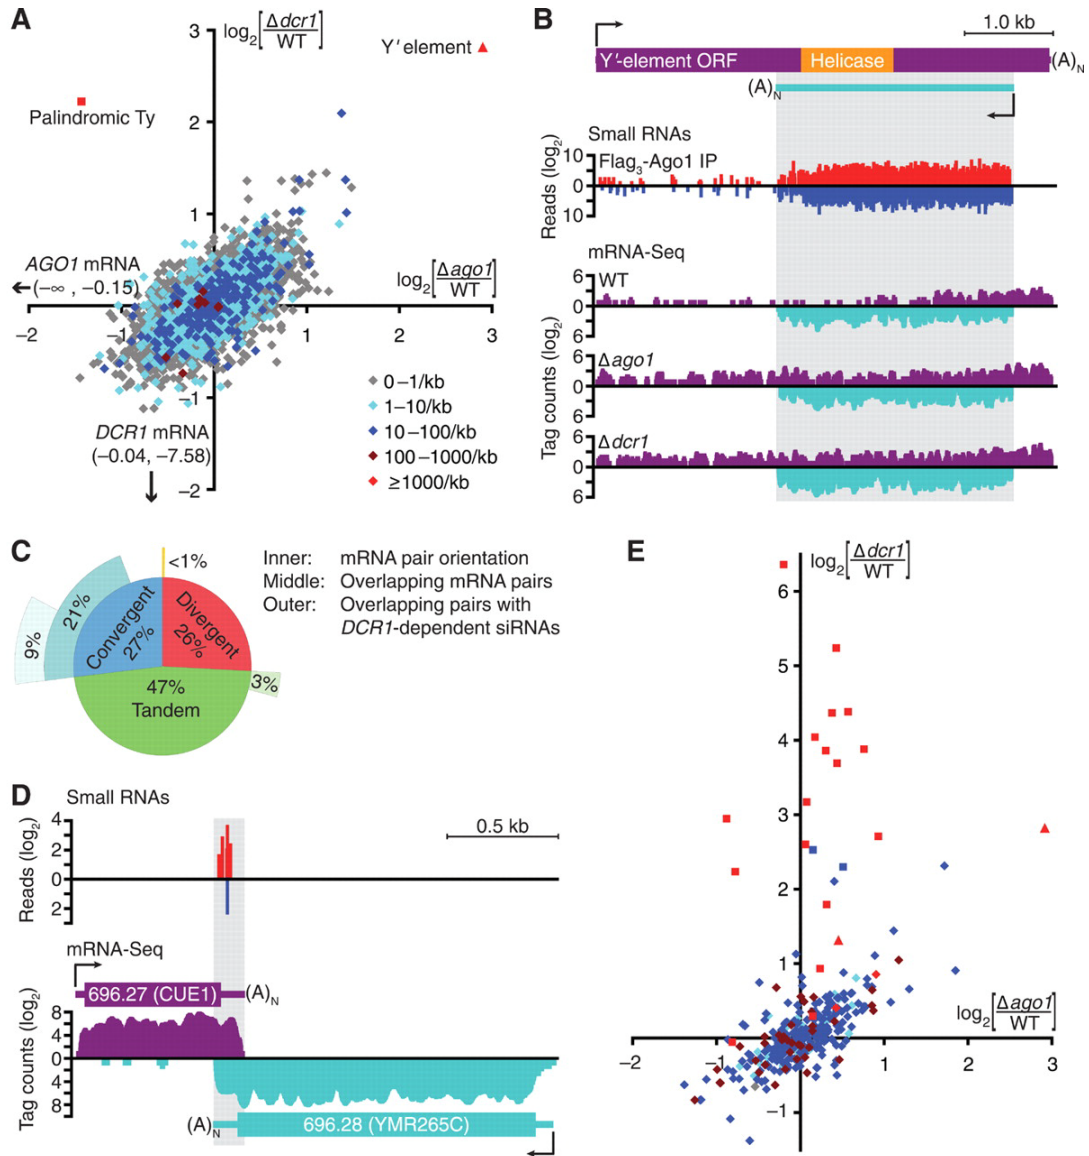 A
log₂[Δdcr1/WT]
3
Y′ element
Palindromic Ty
2
1
AGO1 mRNA
(−∞ , −0.15)
log₂[Δago1/WT]
−2
−1
1
2
3
−1
DCR1 mRNA
(−0.04, −7.58)
−2
0−1/kb
1−10/kb
10−100/kb
100−1000/kb
≥1000/kb
B
1.0 kb
Y′-element ORF
Helicase
(A)N
(A)N
Small RNAs
Flag₃-Ago1 IP
Reads (log₂)
10
0
10
mRNA-Seq
WT
Tag counts (log₂)
6
0
6
Δago1
6
0
6
Δdcr1
6
0
6
C
<1%
21%
9%
Convergent
27%
Divergent
26%
47%
Tandem
3%
Inner: mRNA pair orientation
Middle: Overlapping mRNA pairs
Outer: Overlapping pairs with
DCR1-dependent siRNAs
D
Small RNAs
0.5 kb
Reads (log₂)
4
2
0
2
mRNA-Seq
696.27 (CUE1)
(A)N
Tag counts (log₂)
8
4
0
4
8
(A)N
696.28 (YMR265C)
E
log₂[Δdcr1/WT]
6
5
4
3
2
1
log₂[Δago1/WT]
−2
−1
1
2
3
−1